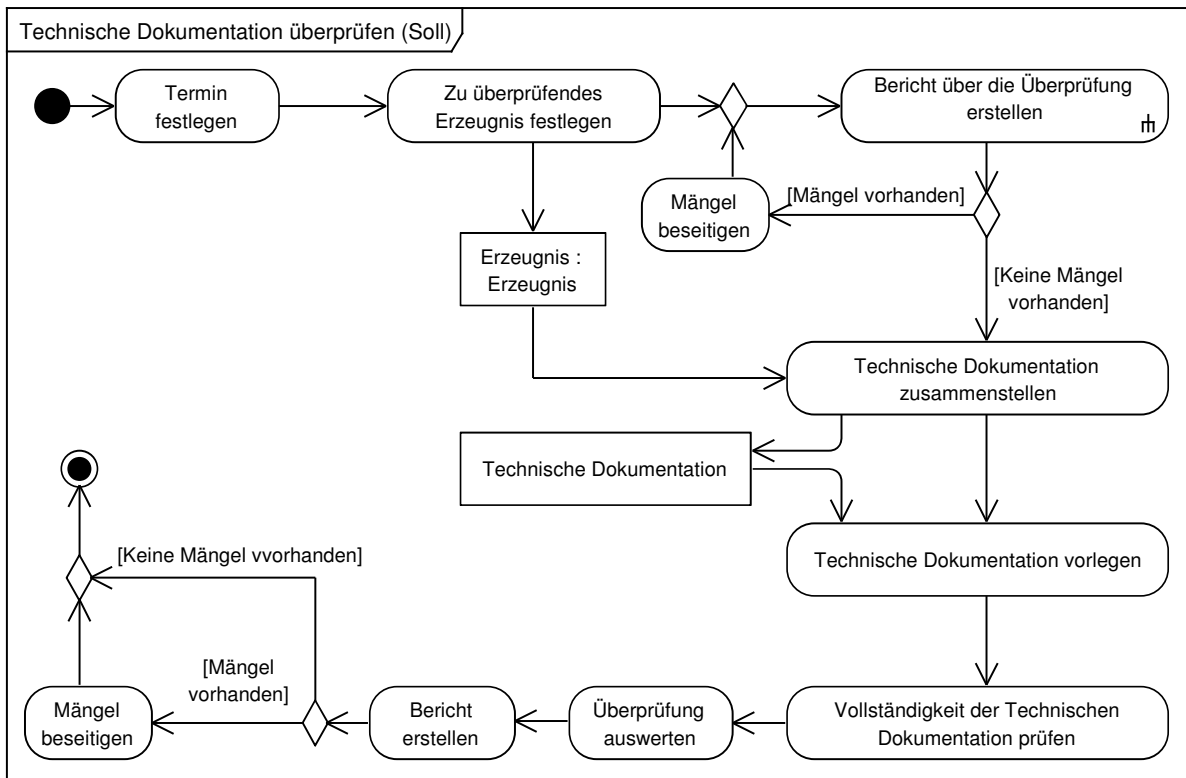 Technische Dokumentation überprüfen (Soll)
Termin
festlegen
Zu überprüfendes
Erzeugnis festlegen
Bericht über die Überprüfung
erstellen
Mängel
beseitigen
[Mängel vorhanden]
Erzeugnis :
Erzeugnis
[Keine Mängel
vorhanden]
Technische Dokumentation
zusammenstellen
Technische Dokumentation
[Keine Mängel vvorhanden]
Technische Dokumentation vorlegen
[Mängel
vorhanden]
Mängel
beseitigen
Bericht
erstellen
Überprüfung
auswerten
Vollständigkeit der Technischen
Dokumentation prüfen